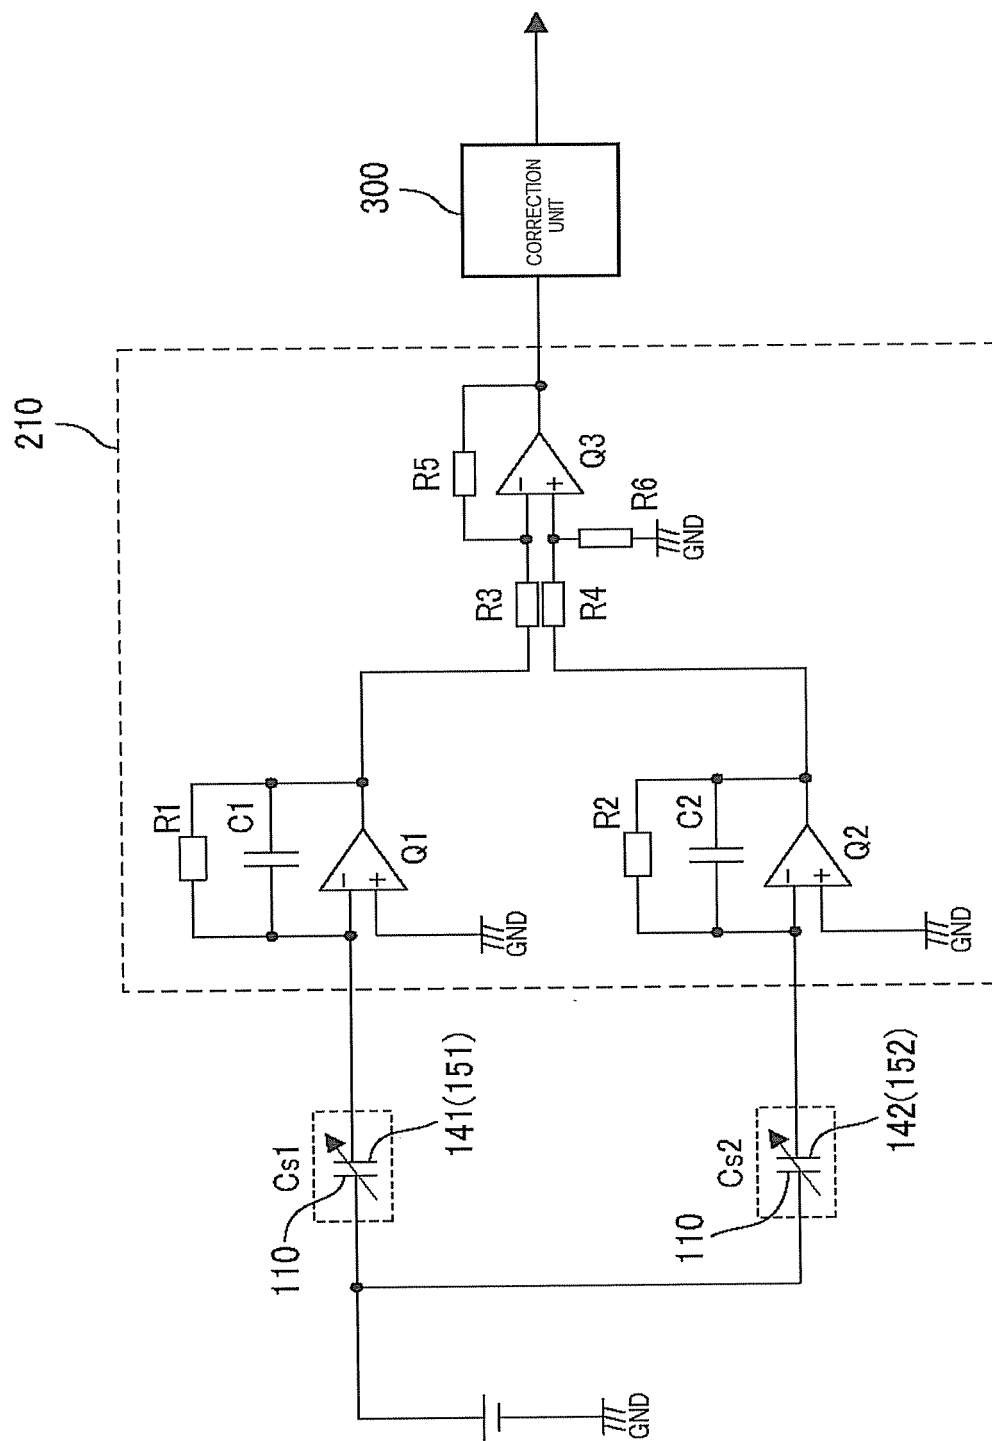 210
300
CORRECTION
UNIT
R1
C1
Q1
GND
R3
R4
R5
Q3
R6
GND
R2
C2
Q2
GND
Cs1
110
141(151)
Cs2
110
142(152)
GND
-
+
-
+
-
+